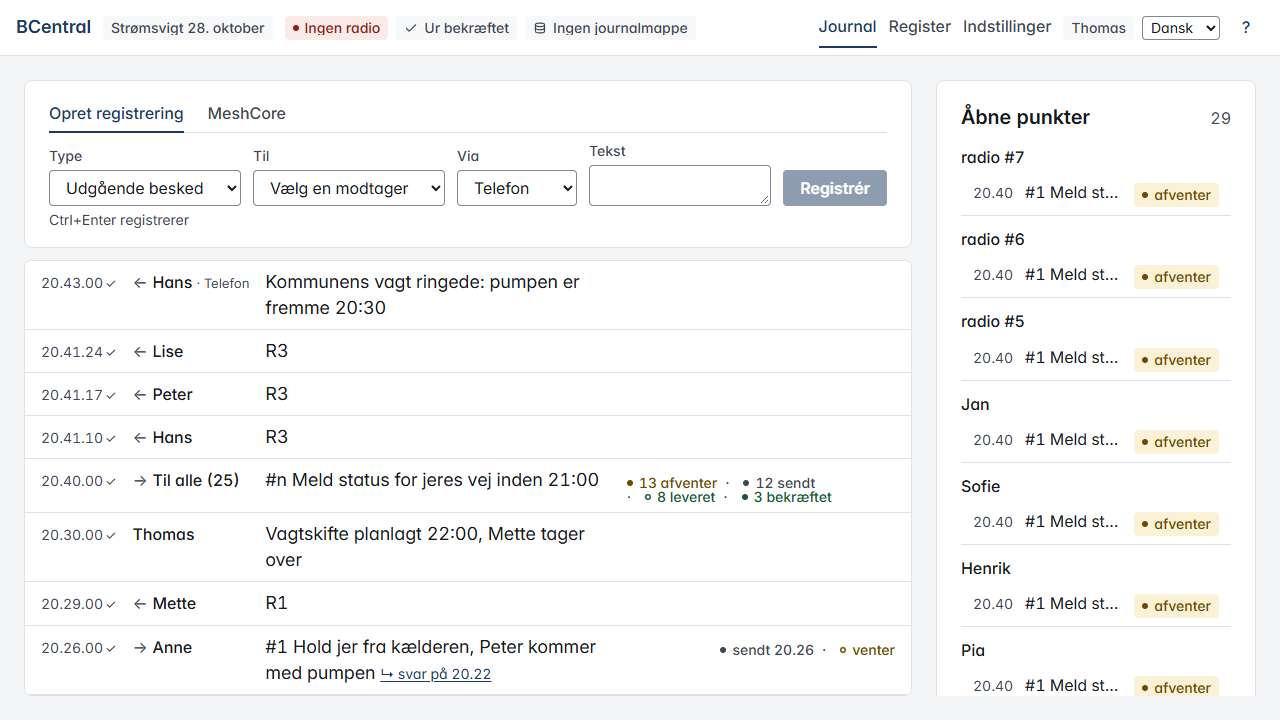 BCentral
Strømsvigt 28. oktober
Ingen radio
Ur bekræftet
Ingen journalmappe
Journal
Register
Indstillinger
Thomas
Dansk
?
Opret registrering
MeshCore
Type
Til
Via
Tekst
Udgående besked
Vælg en modtager
Telefon
Registrér
Ctrl+Enter registrerer
20.43.00 ✓ ← Hans · Telefon Kommunens vagt ringede: pumpen er
fremme 20:30
20.41.24 ✓ ← Lise R3
20.41.17 ✓ ← Peter R3
20.41.10 ✓ ← Hans R3
20.40.00 ✓ → Til alle (25) #n Meld status for jeres vej inden 21:00 13 afventer · 12 sendt
· 8 leveret · 3 bekræftet
20.30.00 ✓ Thomas Vagtskifte planlagt 22:00, Mette tager
over
20.29.00 ✓ ← Mette R1
20.26.00 ✓ → Anne #1 Hold jer fra kælderen, Peter kommer sendt 20.26 · venter
med pumpen ↳ svar på 20.22
Åbne punkter 29
radio #7
20.40 #1 Meld st... afventer
radio #6
20.40 #1 Meld st... afventer
radio #5
20.40 #1 Meld st... afventer
Jan
20.40 #1 Meld st... afventer
Sofie
20.40 #1 Meld st... afventer
Henrik
20.40 #1 Meld st... afventer
Pia
20.40 #1 Meld st... afventer